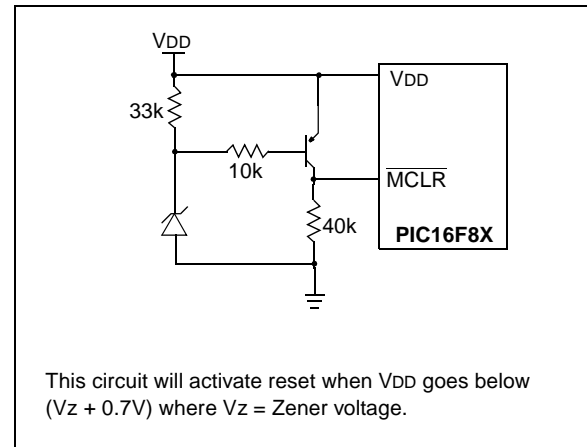 VDD
VDD
33k
10k
MCLR
40k
PIC16F8X
This circuit will activate reset when VDD goes below
(Vz + 0.7V) where Vz = Zener voltage.